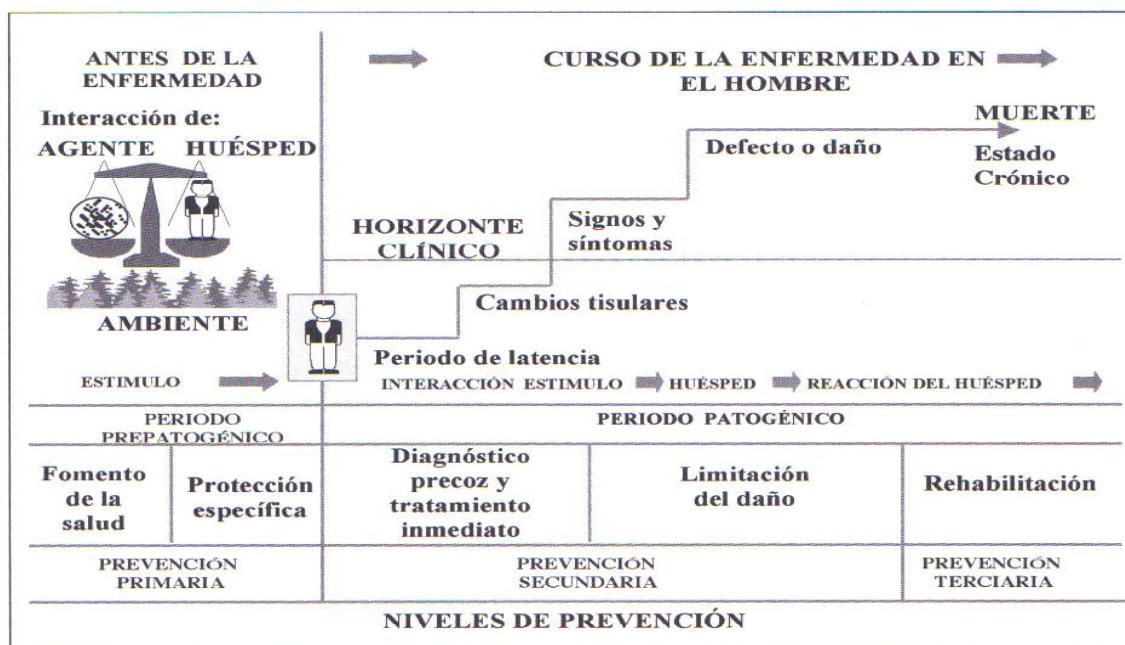 ANTES DE LA
ENFERMEDAD
CURSO DE LA ENFERMEDAD EN
EL HOMBRE
Interacción de:
AGENTE HUÉSPED
MUERTE
Defecto o daño
Estado
Crónico
HORIZONTE
CLÍNICO
Signos y
síntomas
Cambios tisulares
AMBIENTE
Periodo de latencia
ESTIMULO
INTERACCIÓN ESTIMULO HUÉSPED REACCIÓN DEL HUÉSPED
PERIODO
PREPATOGÉNICO
PERIODO PATOGÉNICO
Fomento
de la
salud
Protección
específica
Diagnóstico
precoz y
tratamiento
inmediato
Limitación
del daño
Rehabilitación
PREVENCIÓN
PRIMARIA
PREVENCIÓN
SECUNDARIA
PREVENCIÓN
TERCIARIA
NIVELES DE PREVENCIÓN